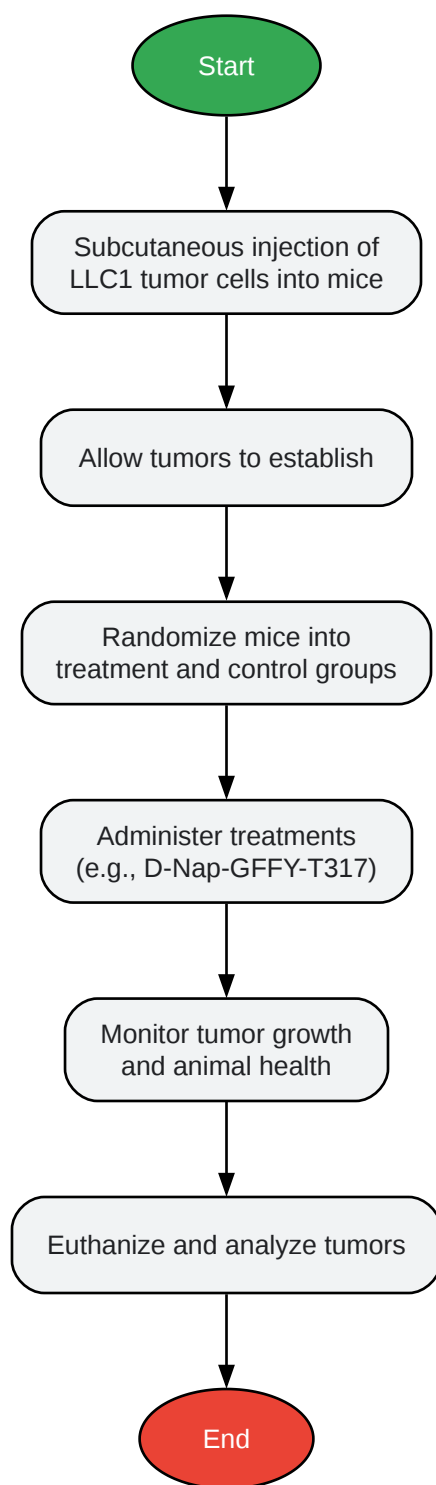 Start
Subcutaneous injection of
LLC1 tumor cells into mice
Allow tumors to establish
Randomize mice into
treatment and control groups
Administer treatments
(e.g., D-Nap-GFFY-T317)
Monitor tumor growth
and animal health
Euthanize and analyze tumors
End